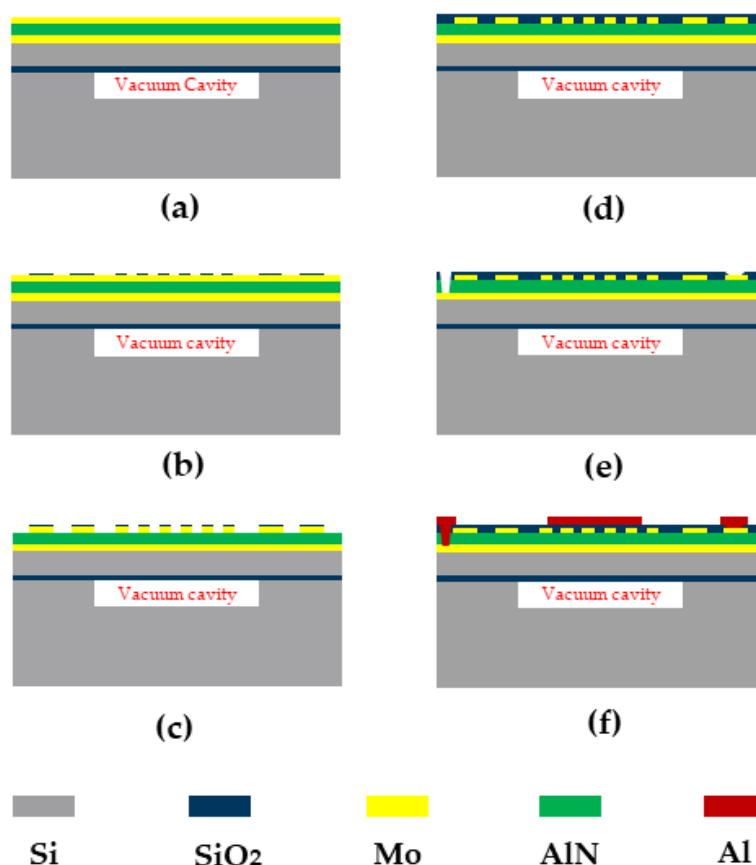 Vacuum Cavity
(a)
Vacuum cavity
(d)
Vacuum cavity
(b)
Vacuum cavity
(e)
Vacuum cavity
(c)
Vacuum cavity
(f)
Si SiO2 Mo AlN Al